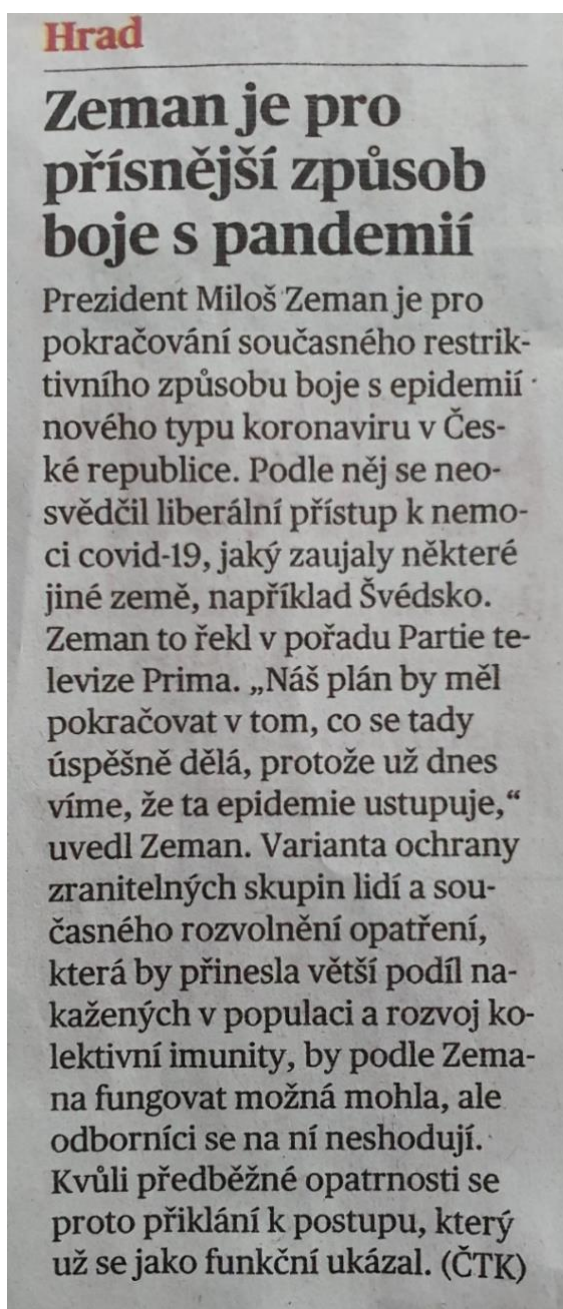 Hrad
Zeman je pro
přísnější způsob
boje s pandemií
Prezident Miloš Zeman je pro
pokračování současného restrik-
tivního způsobu boje s epidemií
nového typu koronaviru v Čes-
ké republice. Podle něj se neo-
svědčil liberální přístup k nemo-
ci covid-19, jaký zaujaly některé
jiné země, například Švédsko.
Zeman to řekl v pořadu Partie te-
levize Prima. „Náš plán by měl
pokračovat v tom, co se tady
úspěšně dělá, protože už dnes
víme, že ta epidemie ustupuje,“
uvedl Zeman. Varianta ochrany
zranitelných skupin lidí a sou-
časného rozvolnění opatření,
která by přinesla větší podíl na-
kažených v populaci a rozvoj ko-
lektivní imunity, by podle Zema-
na fungovat možná mohla, ale
odborníci se na ní neshodují.
Kvůli předběžné opatrnosti se
proto přiklání k postupu, který
už se jako funkční ukázal. (ČTK)